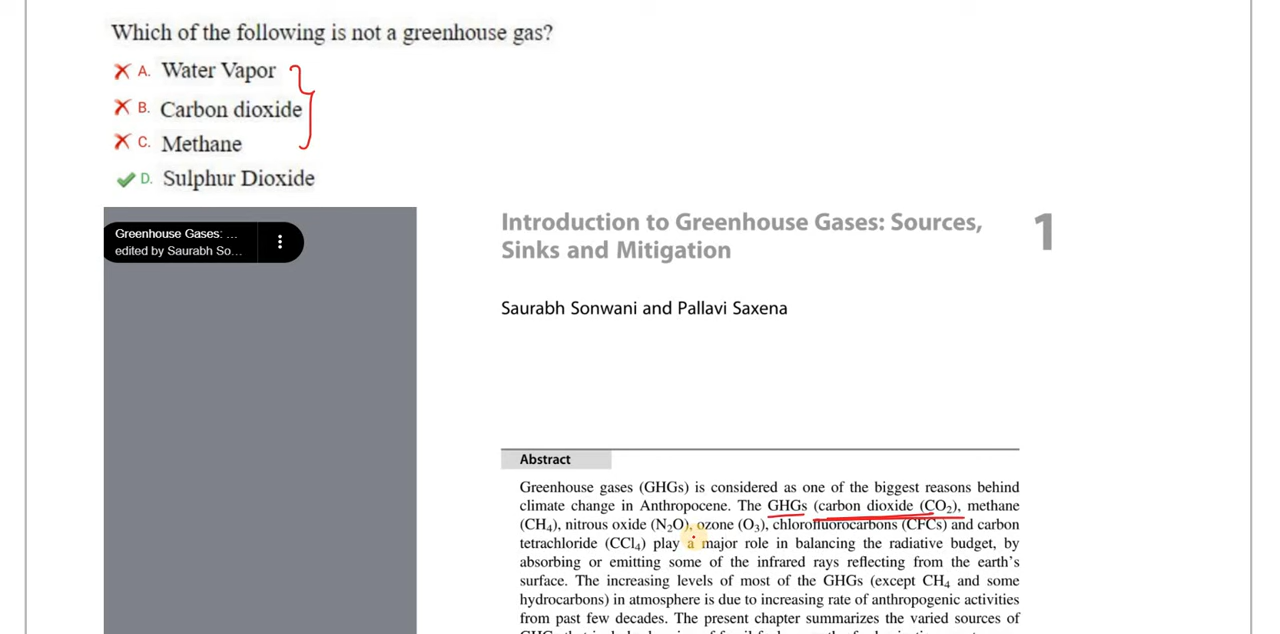 Which of the following is not a greenhouse gas?
A. Water Vapor
B. Carbon dioxide
C. Methane
D. Sulphur Dioxide
Greenhouse Gases: ...
edited by Saurabh So...
Introduction to Greenhouse Gases: Sources,
Sinks and Mitigation
1
Saurabh Sonwani and Pallavi Saxena
Abstract
Greenhouse gases (GHGs) is considered as one of the biggest reasons behind
climate change in Anthropocene. The GHGs (carbon dioxide (CO₂), methane
(CH₄), nitrous oxide (N₂O), ozone (O₃), chlorofluorocarbons (CFCs) and carbon
tetrachloride (CCl₄) play a major role in balancing the radiative budget, by
absorbing or emitting some of the infrared rays reflecting from the earth's
surface. The increasing levels of most of the GHGs (except CH₄ and some
hydrocarbons) in atmosphere is due to increasing rate of anthropogenic activities
from past few decades. The present chapter summarizes the varied sources of